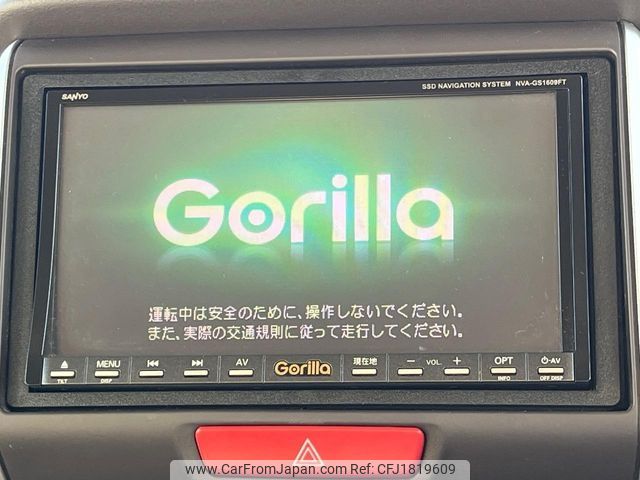 SSD NAVIGATION SYSTEM NVA-GS1609FT
SANYO
Gorilla
運転中は安全のために、操作しないでください。
また、実際の交通規則に従って走行してください。
MENU AV Gorilla 現在地 − VOL + OPT ⏻-AV
TILT DISP INFO OFF DISP
www.CarFromJapan.com Ref: CFJ1819609